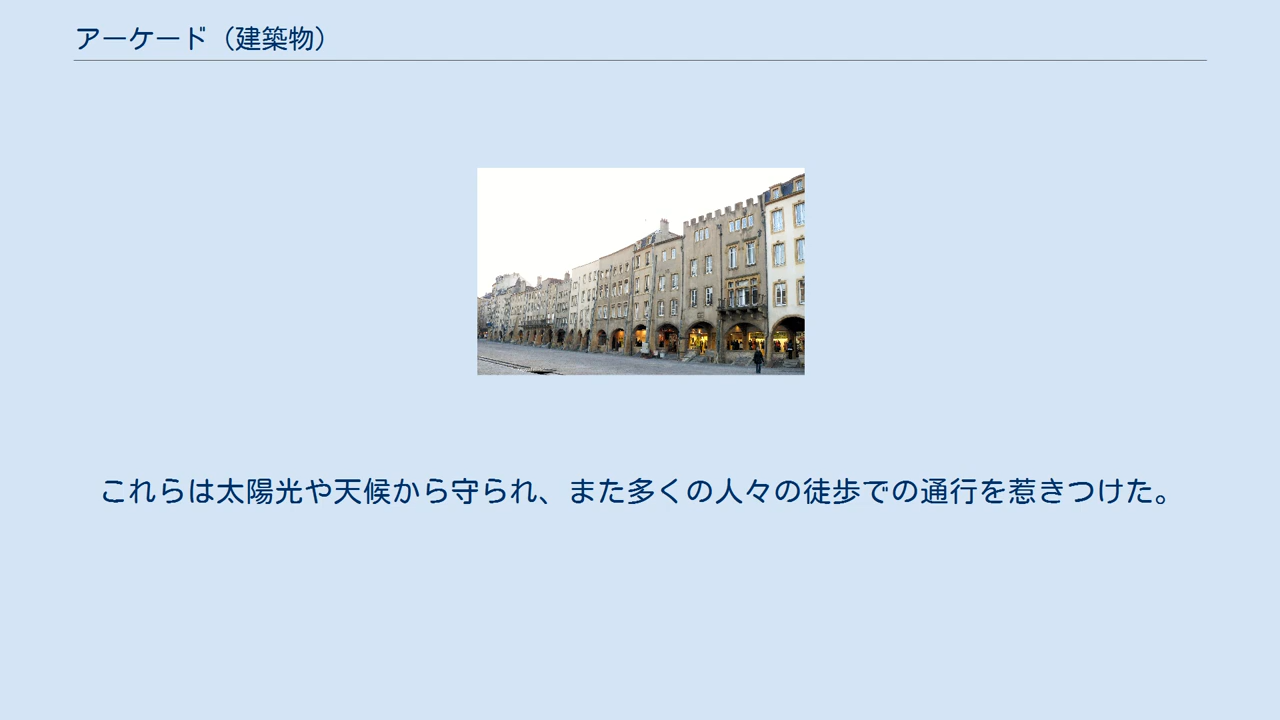 アーケード（建築物）
これらは太陽光や天候から守られ、また多くの人々の徒歩での通行を惹きつけた。